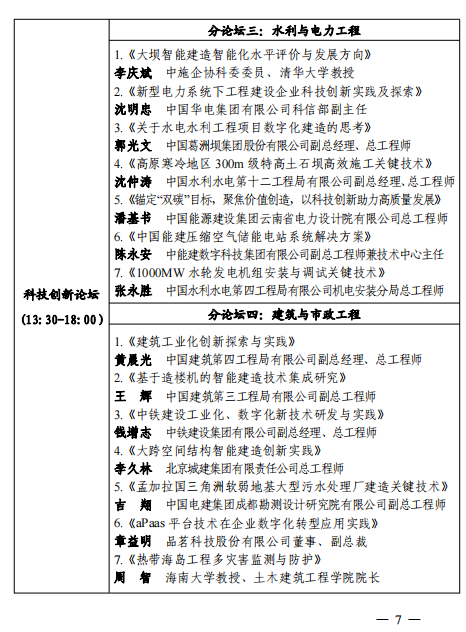 分论坛三：水利与电力工程
1.《大坝智能建造智能化水平评价与发展方向》
李庆斌 中施企协科委委员、清华大学教授
2.《新型电力系统下工程建设企业科技创新实践及探索》
沈明忠 中国华电集团有限公司科信部副主任
3.《关于水电水利工程项目数字化建造的思考》
郭光文 中国葛洲坝集团股份有限公司副总经理、总工程师
4.《高原寒冷地区 300m 级特高土石坝高效施工关键技术》
沈仲涛 中国水利水电第十二工程局有限公司副总经理、总工程师
5.《锚定“双碳”目标，聚焦价值创造，以科技创新助力高质量发展》
潘基书 中国能源建设集团云南省电力设计院有限公司总工程师
6.《中国能建压缩空气储能电站系统解决方案》
陈永安 中能建数字科技集团有限公司副总工程师兼技术中心主任
7.《1000MW 水轮发电机组安装与调试关键技术》
张永胜 中国水利水电第四工程局有限公司机电安装分局总工程师
科技创新论坛
(13:30-18:00)
分论坛四：建筑与市政工程
1.《建筑工业化创新探索与实践》
黄晨光 中国建筑第四工程局有限公司副总经理、总工程师
2.《基于造楼机的智能建造技术集成研究》
王 辉 中国建筑第三工程局有限公司副总工程师
3.《中铁建设工业化、数字化新技术研发与实践》
钱增志 中铁建设集团有限公司副总经理、总工程师
4.《大跨空间结构智能建造创新实践》
李久林 北京城建集团有限责任公司总工程师
5.《孟加拉国三角洲软弱地基大型污水处理厂建造关键技术》
吉 翔 中国电建集团成都勘测设计研究院有限公司副总工程师
6.《aPaas 平台技术在企业数字化转型应用实践》
章益明 品茗科技股份有限公司董事、副总裁
7.《热带海岛工程多灾害监测与防护》
周 智 海南大学教授、土木建筑工程学院院长
— 7 —